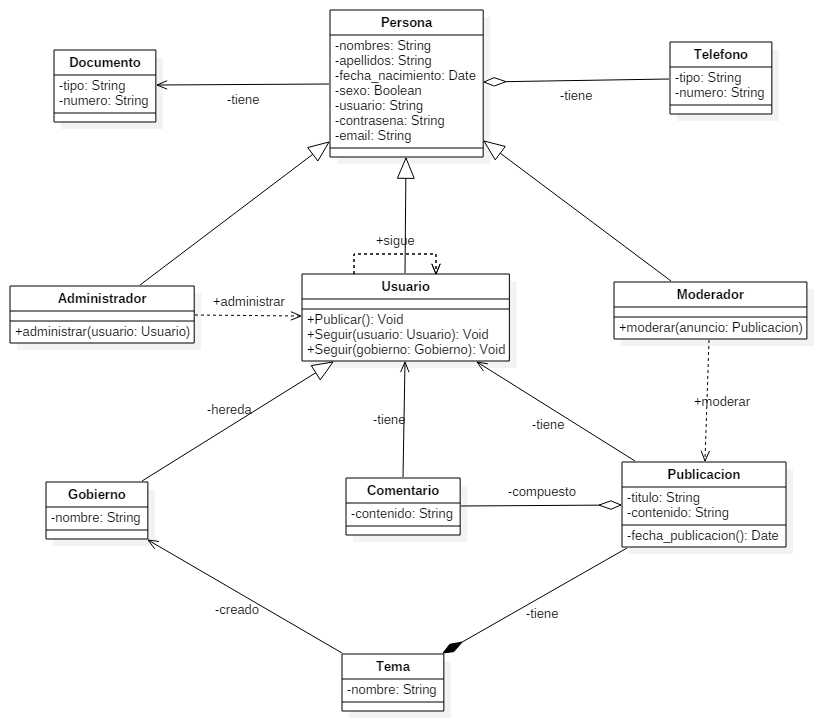 Persona
-nombres: String
-apellidos: String
-fecha_nacimiento: Date
-sexo: Boolean
-usuario: String
-contrasena: String
-email: String
Documento
-tipo: String
-numero: String
-tiene
Telefono
-tipo: String
-numero: String
-tiene
+sigue
Administrador
+administrar(usuario: Usuario)
+administrar
Usuario
+Publicar(): Void
+Seguir(usuario: Usuario): Void
+Seguir(gobierno: Gobierno): Void
Moderador
+moderar(anuncio: Publicacion)
-hereda
-tiene
-tiene
+moderar
Gobierno
-nombre: String
Comentario
-contenido: String
-compuesto
Publicacion
-titulo: String
-contenido: String
-fecha_publicacion(): Date
-creado
-tiene
Tema
-nombre: String